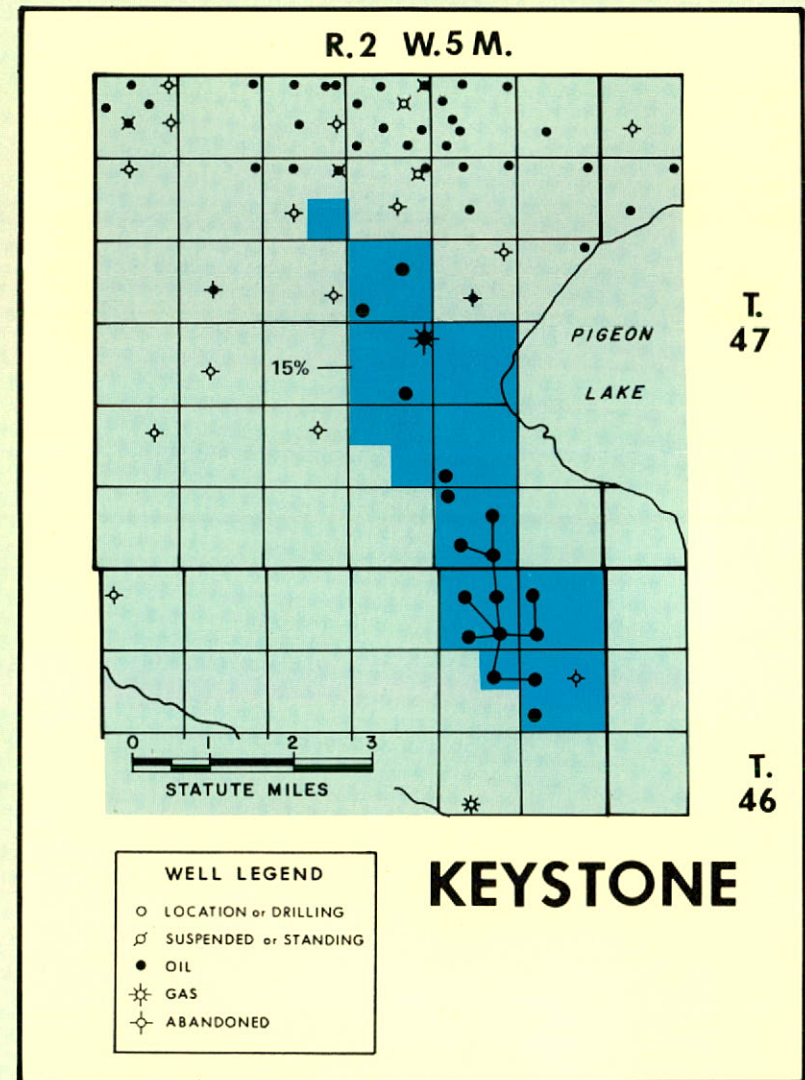 R.2 W.5 M.
T.
47
PIGEON
LAKE
15%
0 1 2 3
STATUTE MILES
T.
46
KEYSTONE
WELL LEGEND
LOCATION or DRILLING
SUSPENDED or STANDING
OIL
GAS
ABANDONED